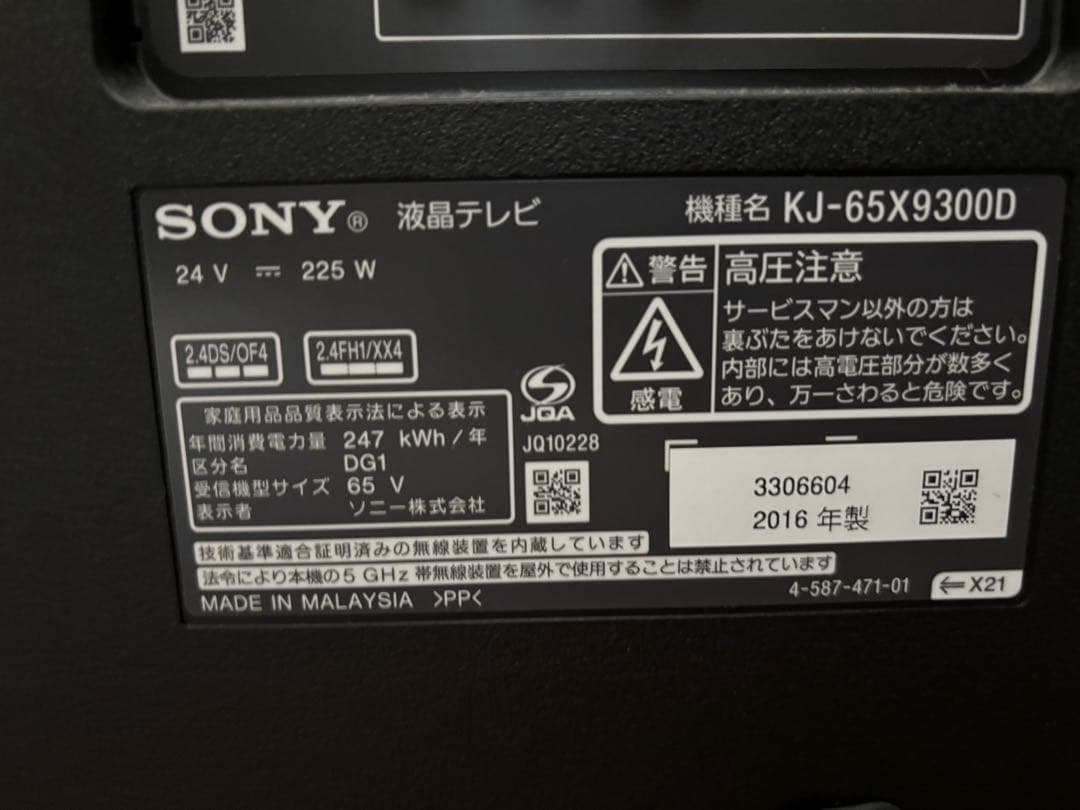 SONY® 液晶テレビ
機種名 KJ-65X9300D
24 V ⎓ 225 W
2.4DS/OF4
2.4FH1/XX4
警告 高圧注意
サービスマン以外の方は
裏ぶたをあけないでください。
内部には高電圧部分が数多く
あり、万一さわると危険です。
感電
JQA
JQ10228
家庭用品品質表示法による表示
年間消費電力量 247 kWh / 年
区分名 DG1
受信機型サイズ 65 V
表示者 ソニー株式会社
3306604
2016 年製
技術基準適合証明済みの無線装置を内蔵しています
法令により本機の5 GHz 帯無線装置を屋外で使用することは禁止されています
MADE IN MALAYSIA >PP<
4-587-471-01
⇐ X21